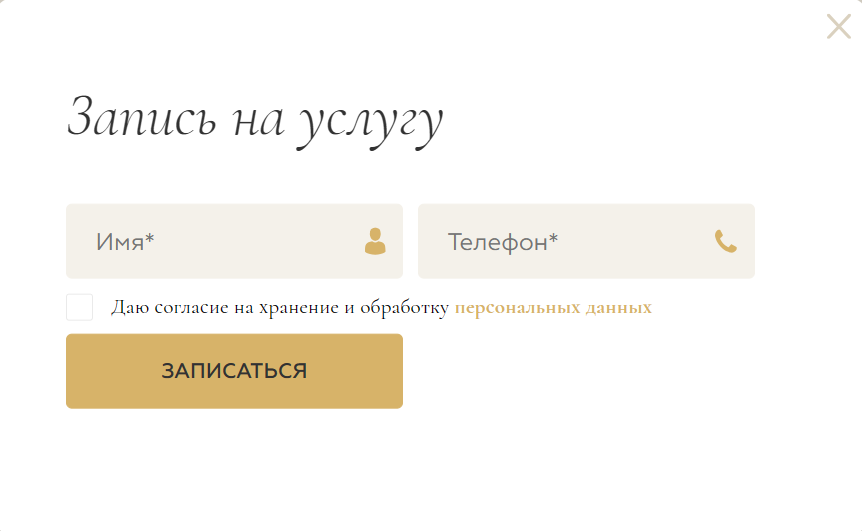 Запись на услугу
Имя*
Телефон*
Даю согласие на хранение и обработку персональных данных
ЗАПИСАТЬСЯ